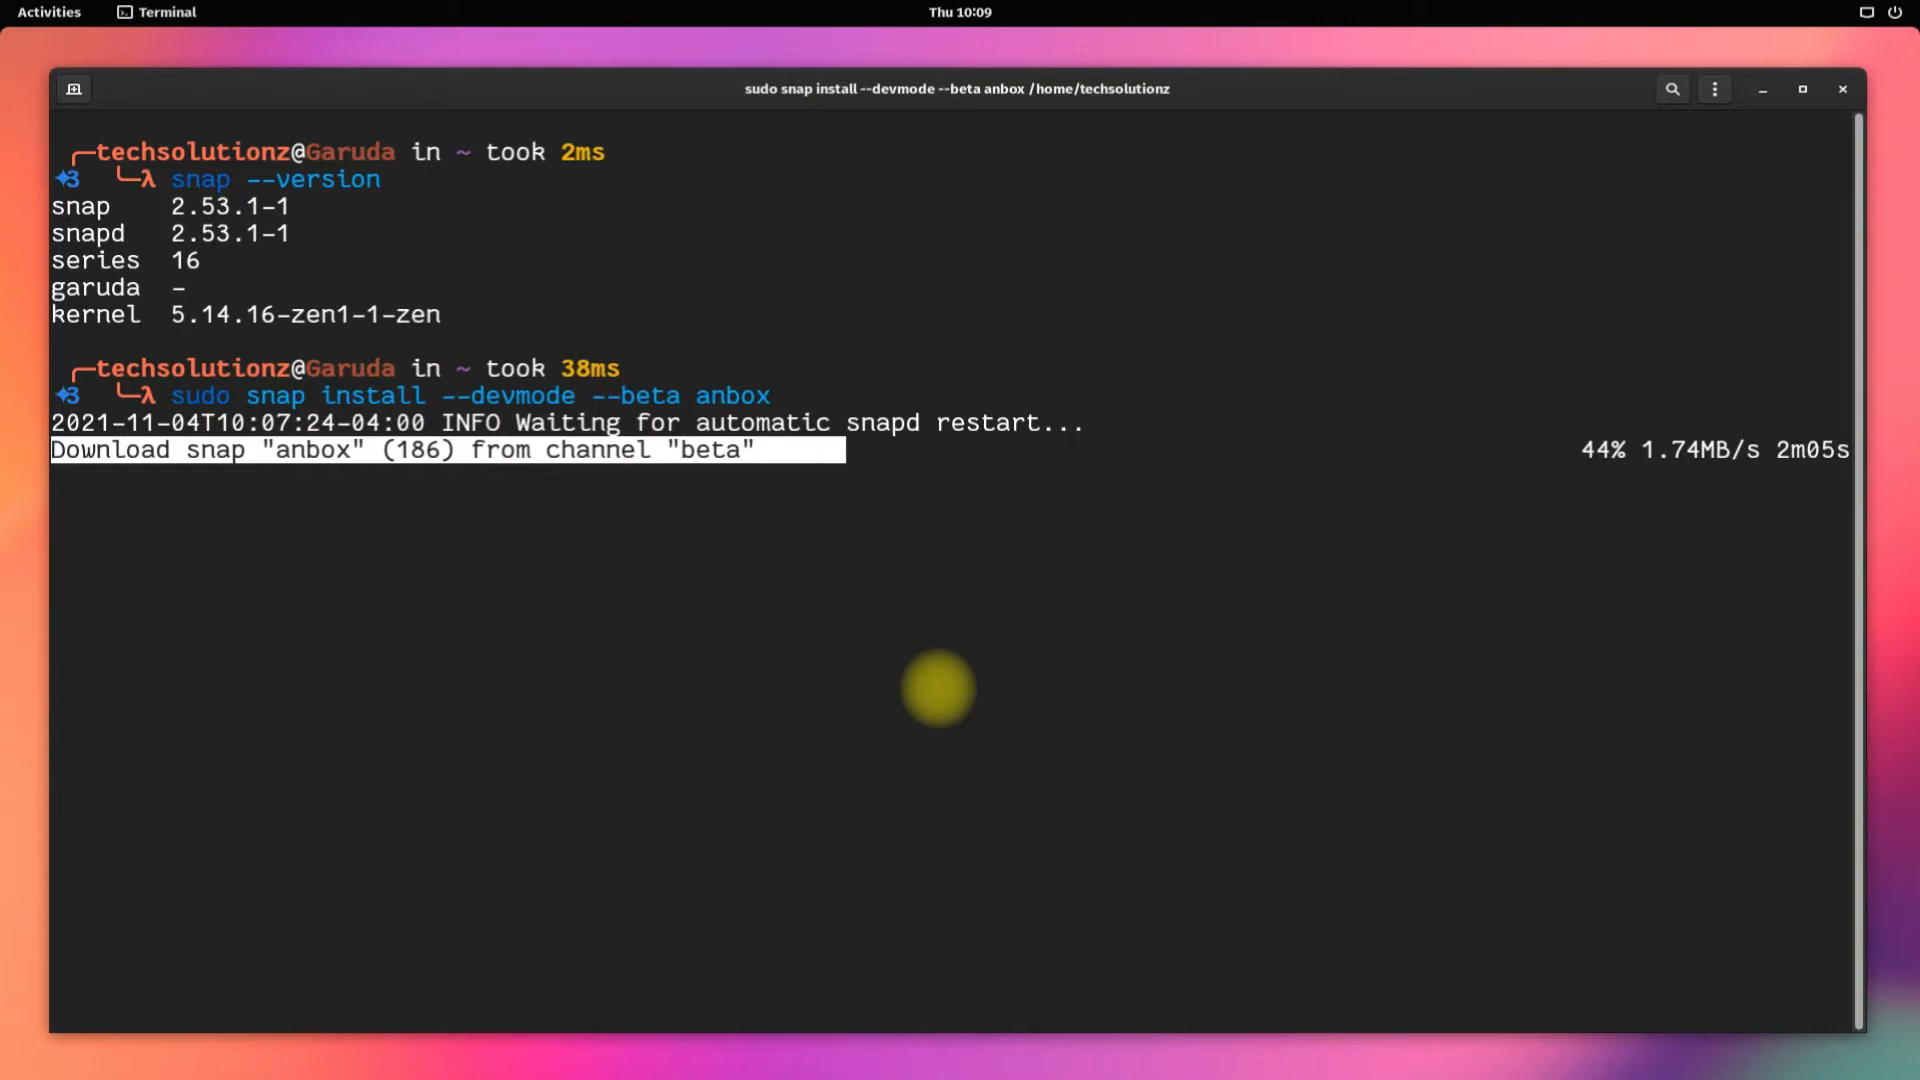 Activities Terminal Thu 10:09
sudo snap install --devmode --beta anbox /home/techsolutionz
╭─techsolutionz@Garuda in ~ took 2ms
✦3 ╰─λ snap --version
snap 2.53.1-1
snapd 2.53.1-1
series 16
garuda -
kernel 5.14.16-zen1-1-zen
╭─techsolutionz@Garuda in ~ took 38ms
✦3 ╰─λ sudo snap install --devmode --beta anbox
2021-11-04T10:07:24-04:00 INFO Waiting for automatic snapd restart...
Download snap "anbox" (186) from channel "beta" 44% 1.74MB/s 2m05s